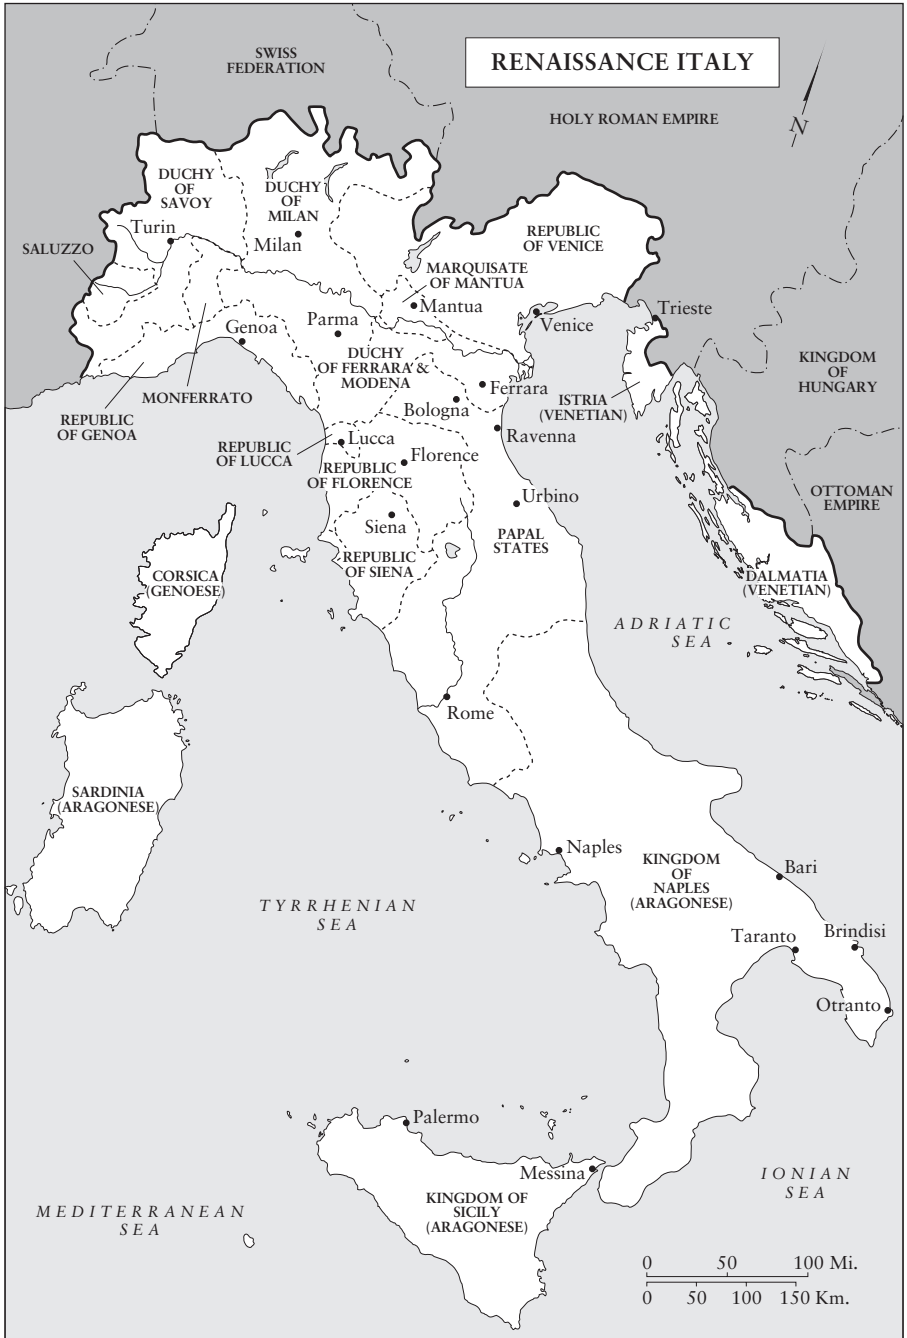 RENAISSANCE ITALY
SWISS
FEDERATION
HOLY ROMAN EMPIRE
N
DUCHY
OF
SAVOY
DUCHY
OF
MILAN
Turin
Milan
REPUBLIC
OF VENICE
SALUZZO
MARQUISATE
OF MANTUA
Mantua
Venice
Trieste
Genoa
Parma
DUCHY
OF FERRARA &
MODENA
KINGDOM
OF
HUNGARY
MONFERRATO
Ferrara
Bologna
ISTRIA
(VENETIAN)
REPUBLIC
OF GENOA
REPUBLIC
OF LUCCA
Lucca
Ravenna
Florence
REPUBLIC
OF FLORENCE
Urbino
OTTOMAN
EMPIRE
Siena
PAPAL
STATES
REPUBLIC
OF SIENA
CORSICA
(GENOESE)
DALMATIA
(VENETIAN)
ADRIATIC
SEA
Rome
SARDINIA
(ARAGONESE)
Naples
KINGDOM
OF
NAPLES
(ARAGONESE)
Bari
TYRRHENIAN
SEA
Taranto
Brindisi
Otranto
Palermo
Messina
KINGDOM OF
SICILY
(ARAGONESE)
IONIAN
SEA
MEDITERRANEAN
SEA
0 50 100 Mi.
0 50 100 150 Km.